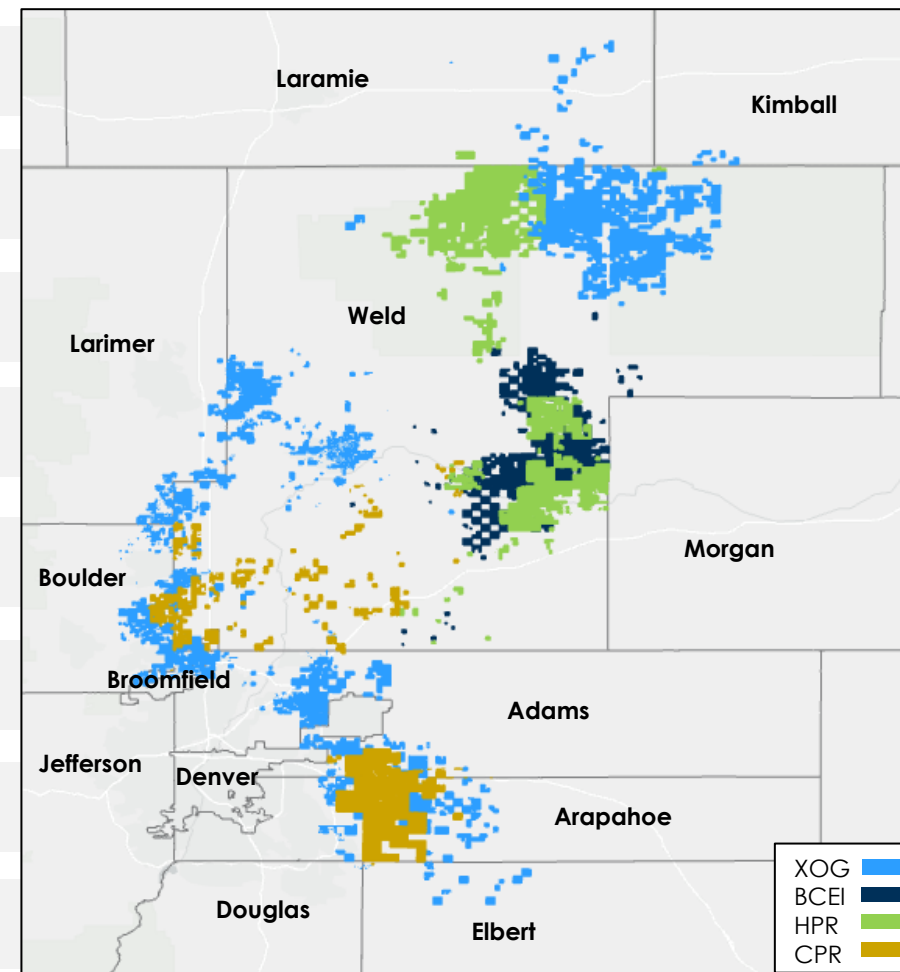 Laramie
Kimball
Weld
Larimer
Morgan
Boulder
Broomfield
Adams
Jefferson
Denver
Arapahoe
Douglas
Elbert
XOG
BCEI
HPR
CPR